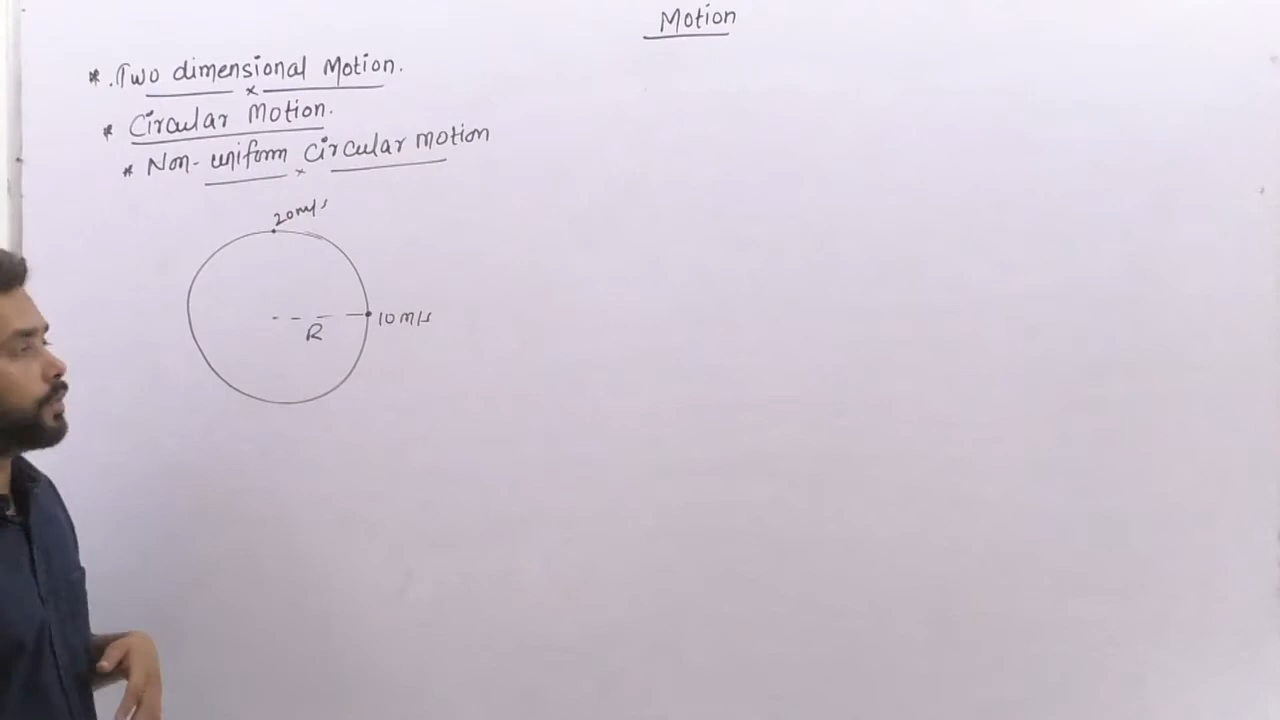 Motion
* .Two dimensional Motion.
* Circular Motion.
* Non-uniform Circular motion
20m/s
10m/s
R